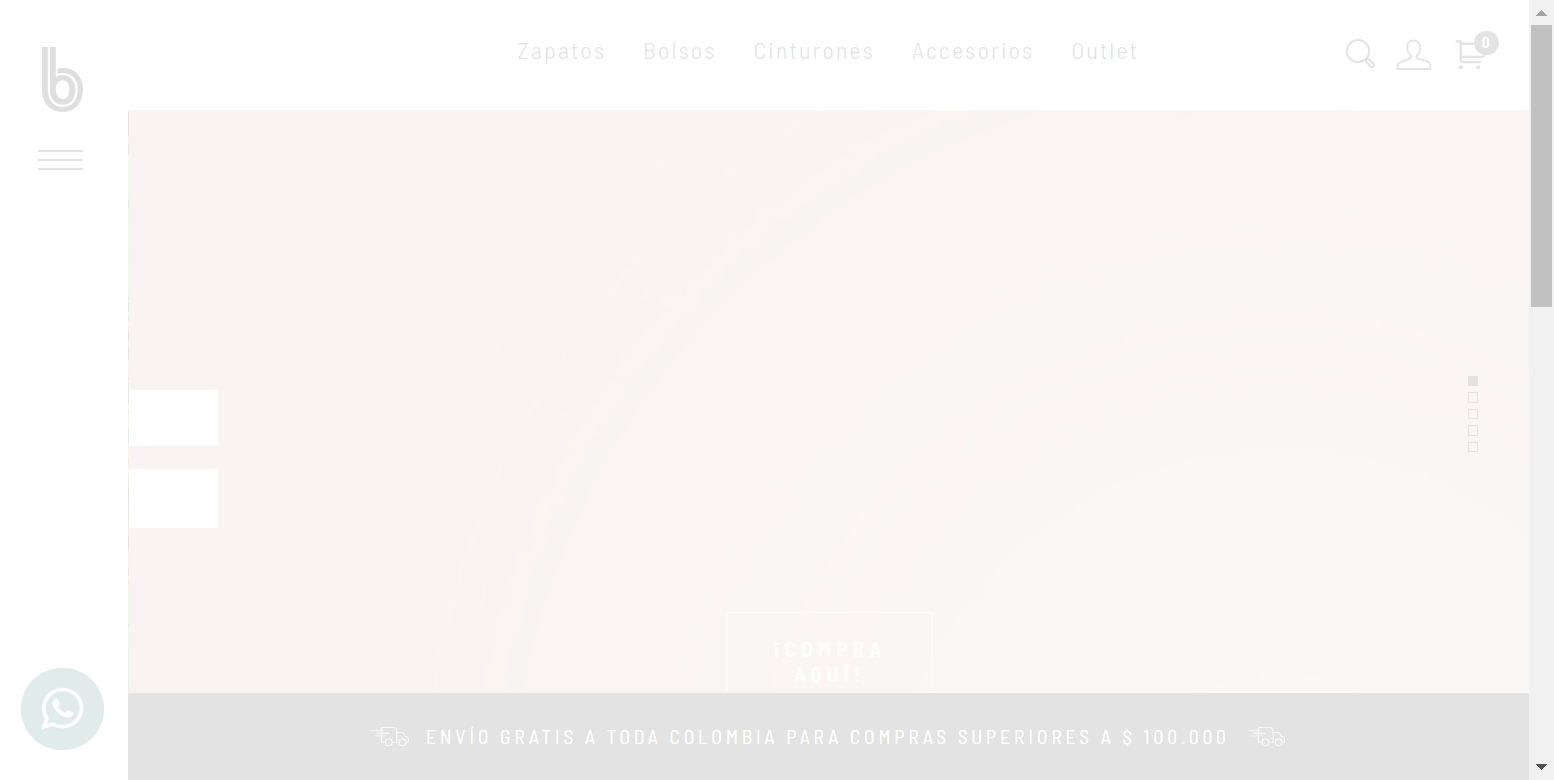 b
Zapatos Bolsos Cinturones Accesorios Outlet
0
¡COMPRA
AQUÍ!
ENVÍO GRATIS A TODA COLOMBIA PARA COMPRAS SUPERIORES A $ 100.000